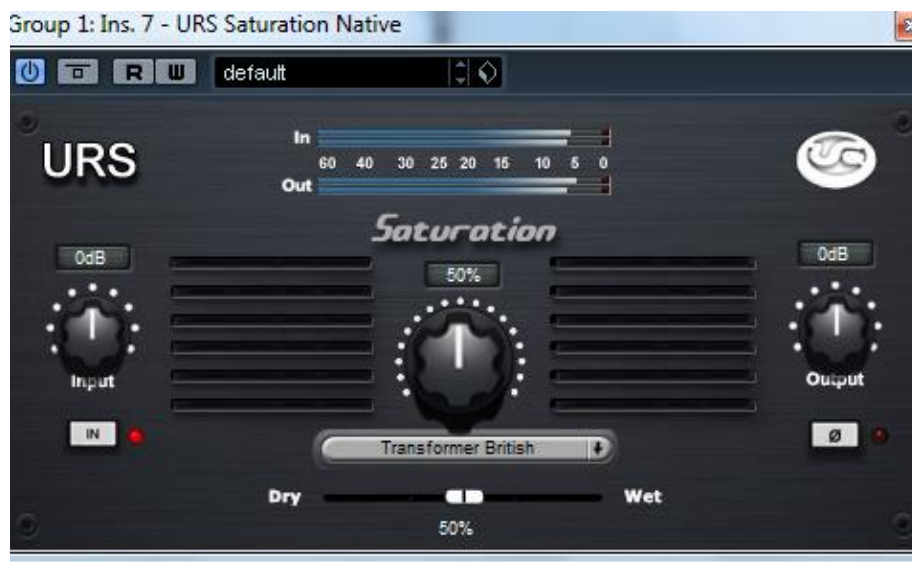 Group 1: Ins. 7 - URS Saturation Native
R W default
URS
In
60 40 30 25 20 15 10 5 0
Out
Saturation
0dB
50%
0dB
Input
Output
IN
Ø
Transformer British
Dry
Wet
50%